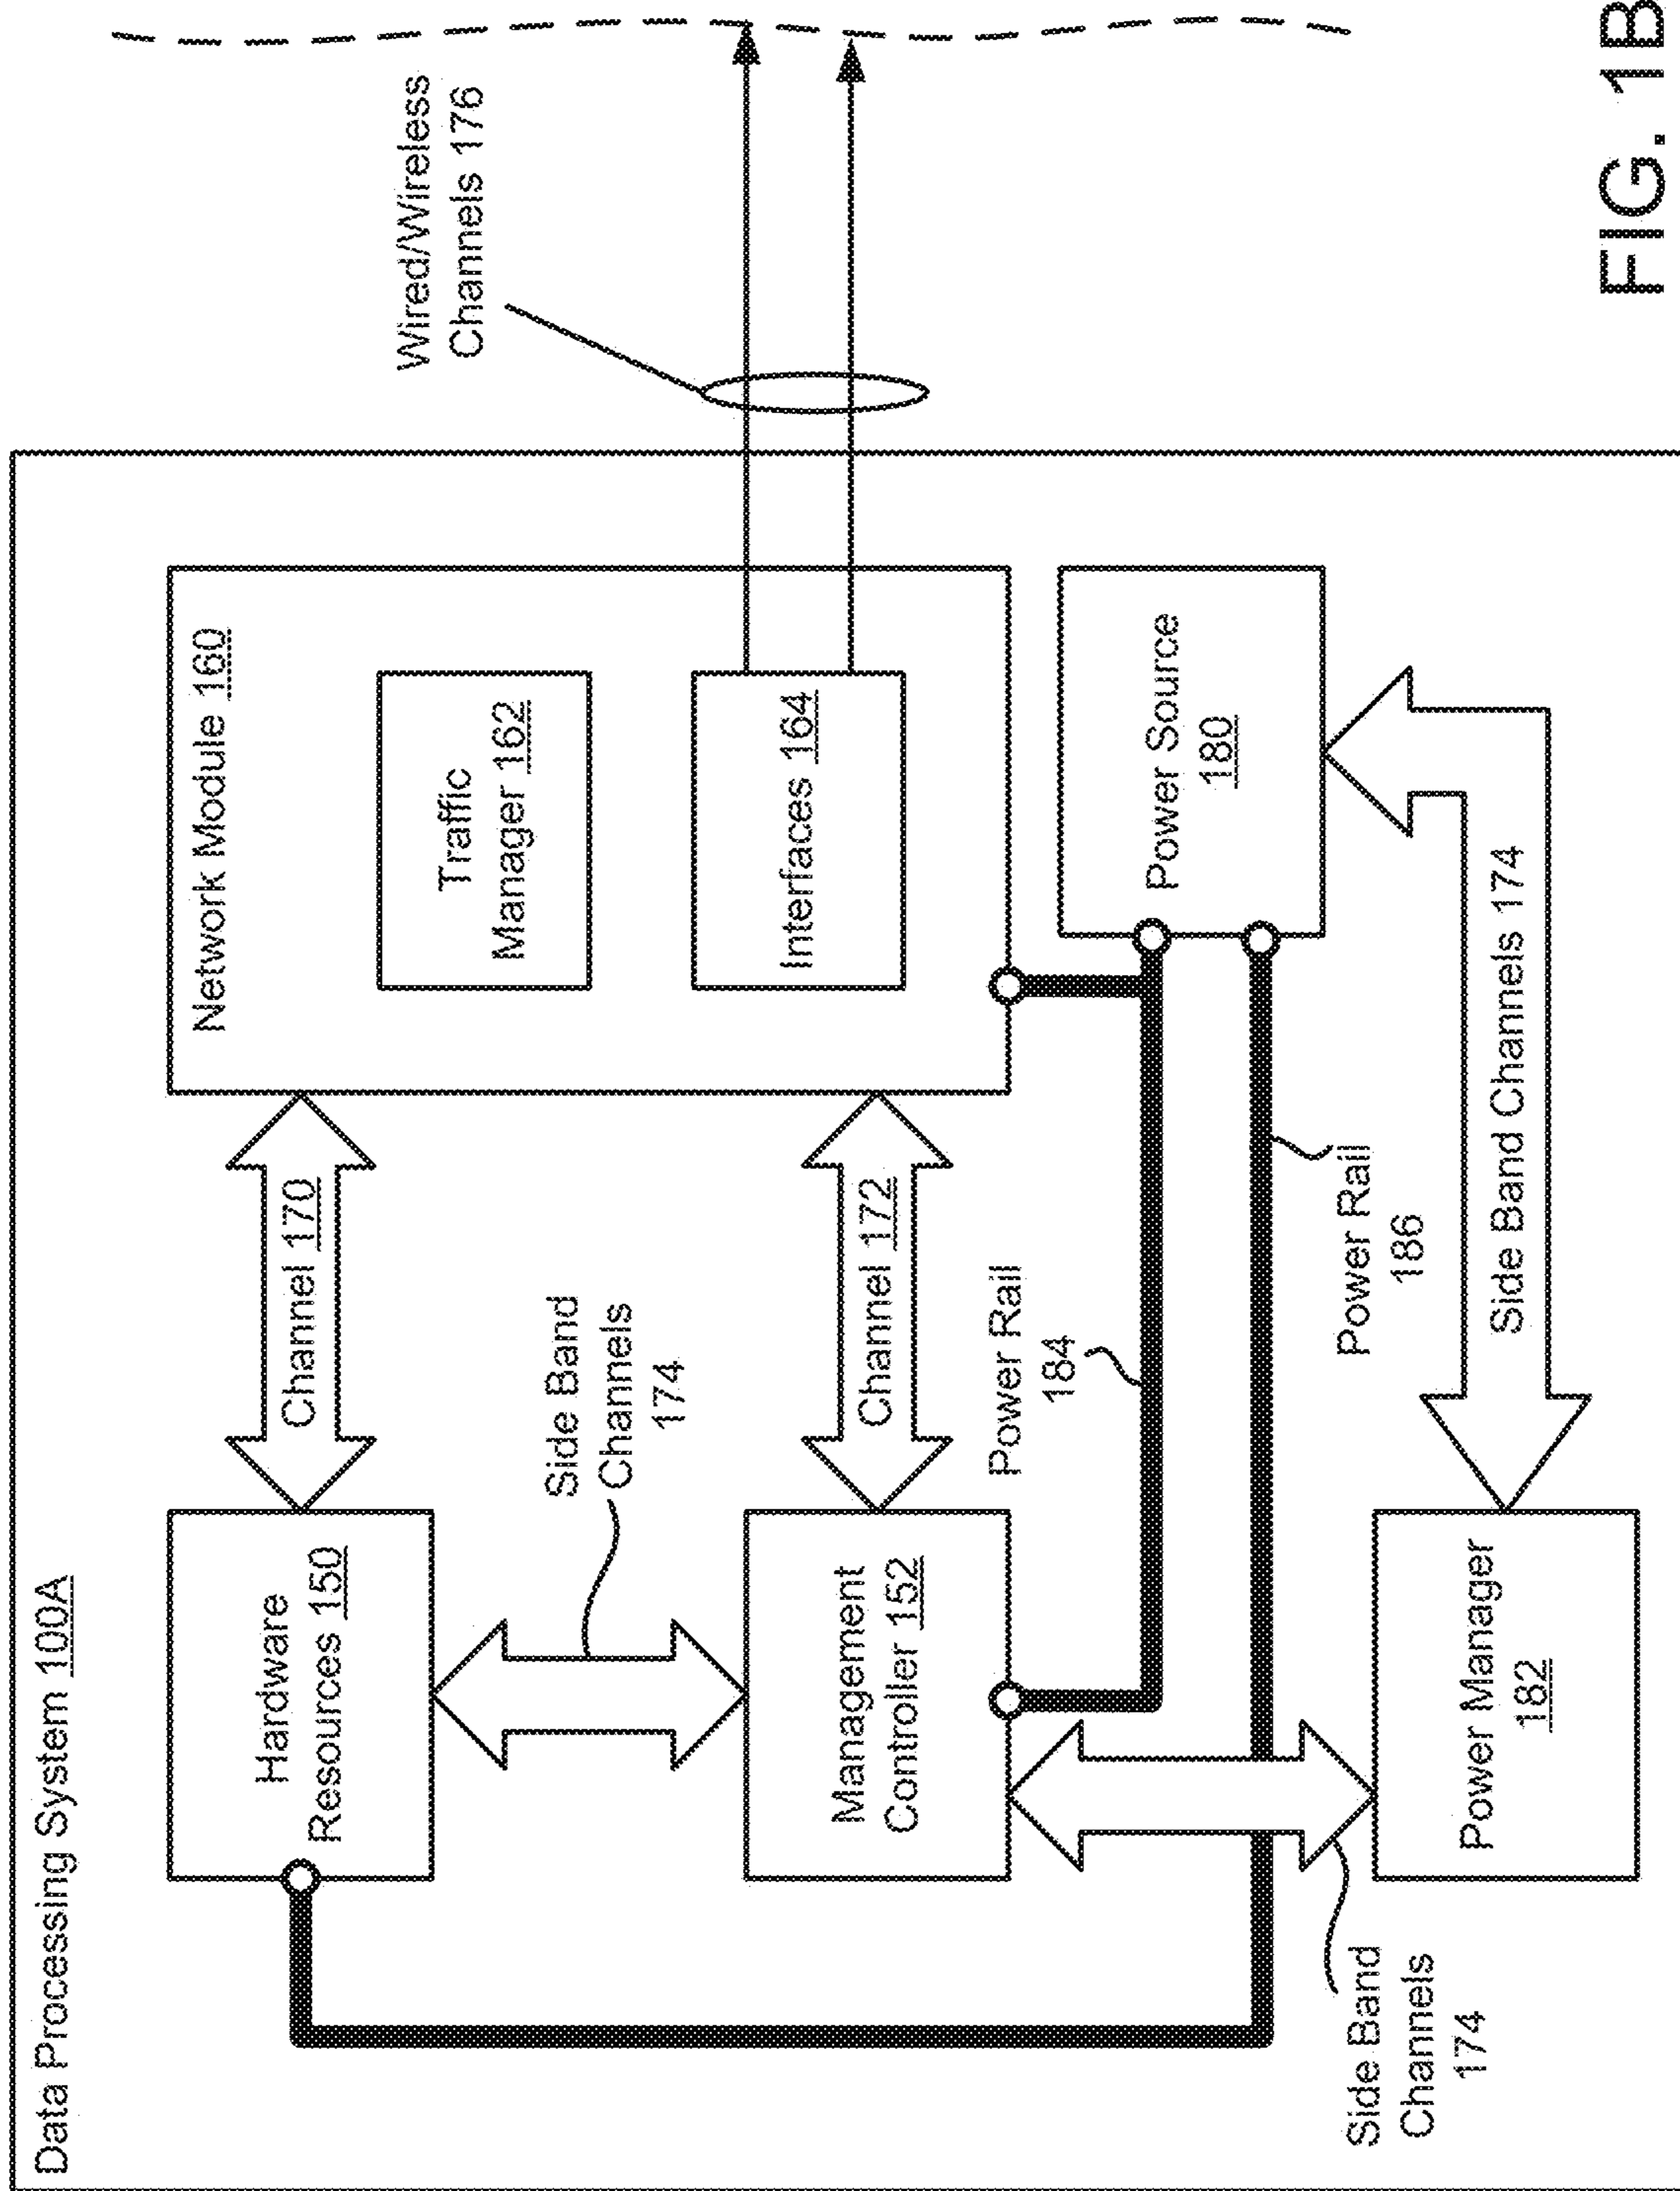 Data Processing System 100A
Hardware
Resources 150
Channel 170
Network Module 160
Traffic
Manager 162
Interfaces 164
Wired/Wireless
Channels 176
Side Band
Channels
174
Management
Controller 152
Channel 172
Power Rail
184
Power Source
180
Power Rail
186
Side Band
Channels
174
Power Manager
182
Side Band Channels 174
FIG. 1B